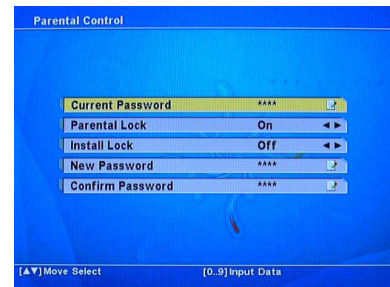 Parental Control
Current Password ****
Parental Lock On ◄ ►
Install Lock Off ◄ ►
New Password ****
Confirm Password ****
[▲▼]Move Select [0..9]Input Data